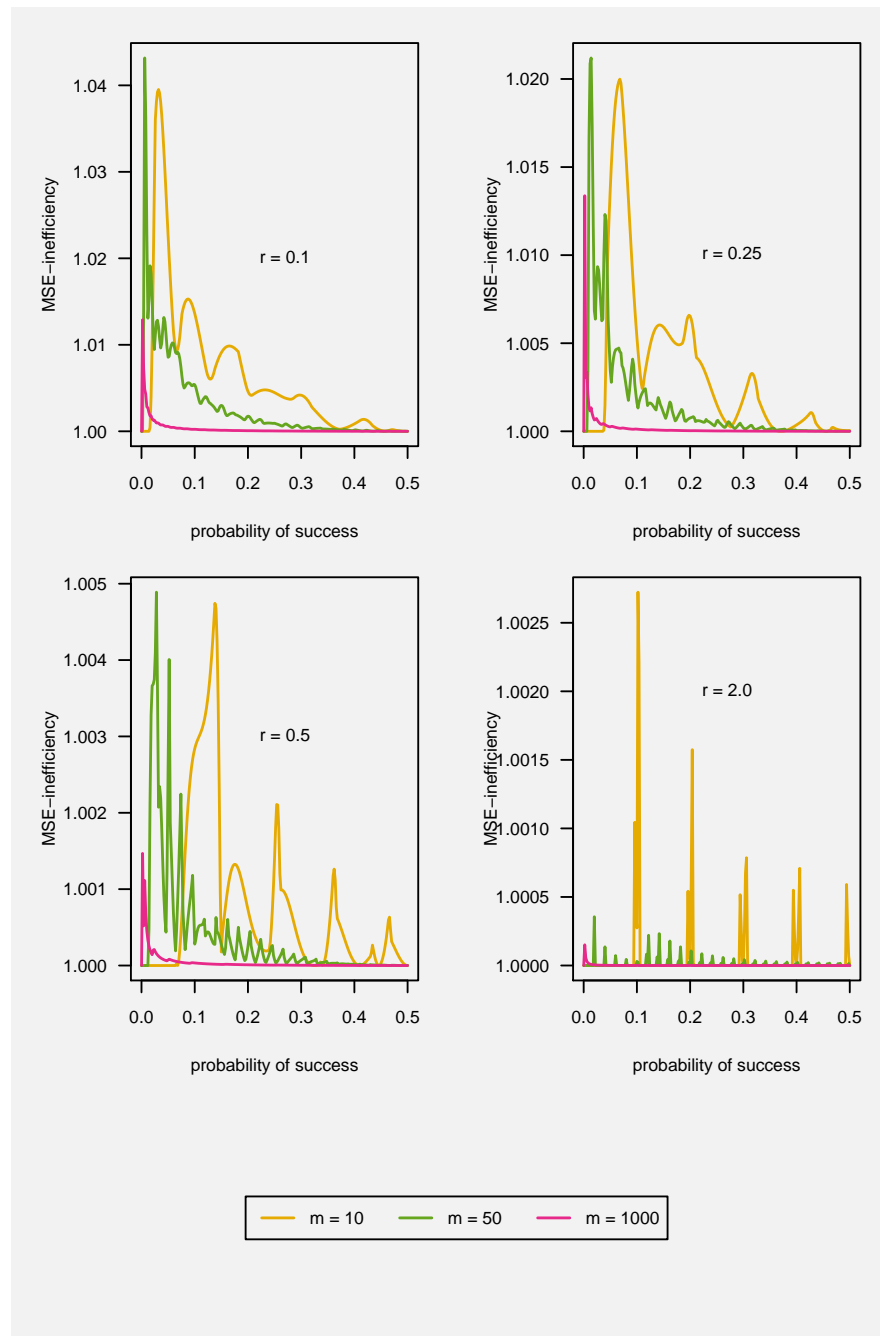 1.04
1.03
1.02
1.01
1.00
MSE−inefficiency
r = 0.1
0.0 0.1 0.2 0.3 0.4 0.5
probability of success
1.020
1.015
1.010
1.005
1.000
MSE−inefficiency
r = 0.25
0.0 0.1 0.2 0.3 0.4 0.5
probability of success
1.005
1.004
1.003
1.002
1.001
1.000
MSE−inefficiency
r = 0.5
0.0 0.1 0.2 0.3 0.4 0.5
probability of success
1.0025
1.0020
1.0015
1.0010
1.0005
1.0000
MSE−inefficiency
r = 2.0
0.0 0.1 0.2 0.3 0.4 0.5
probability of success
m = 10 m = 50 m = 1000